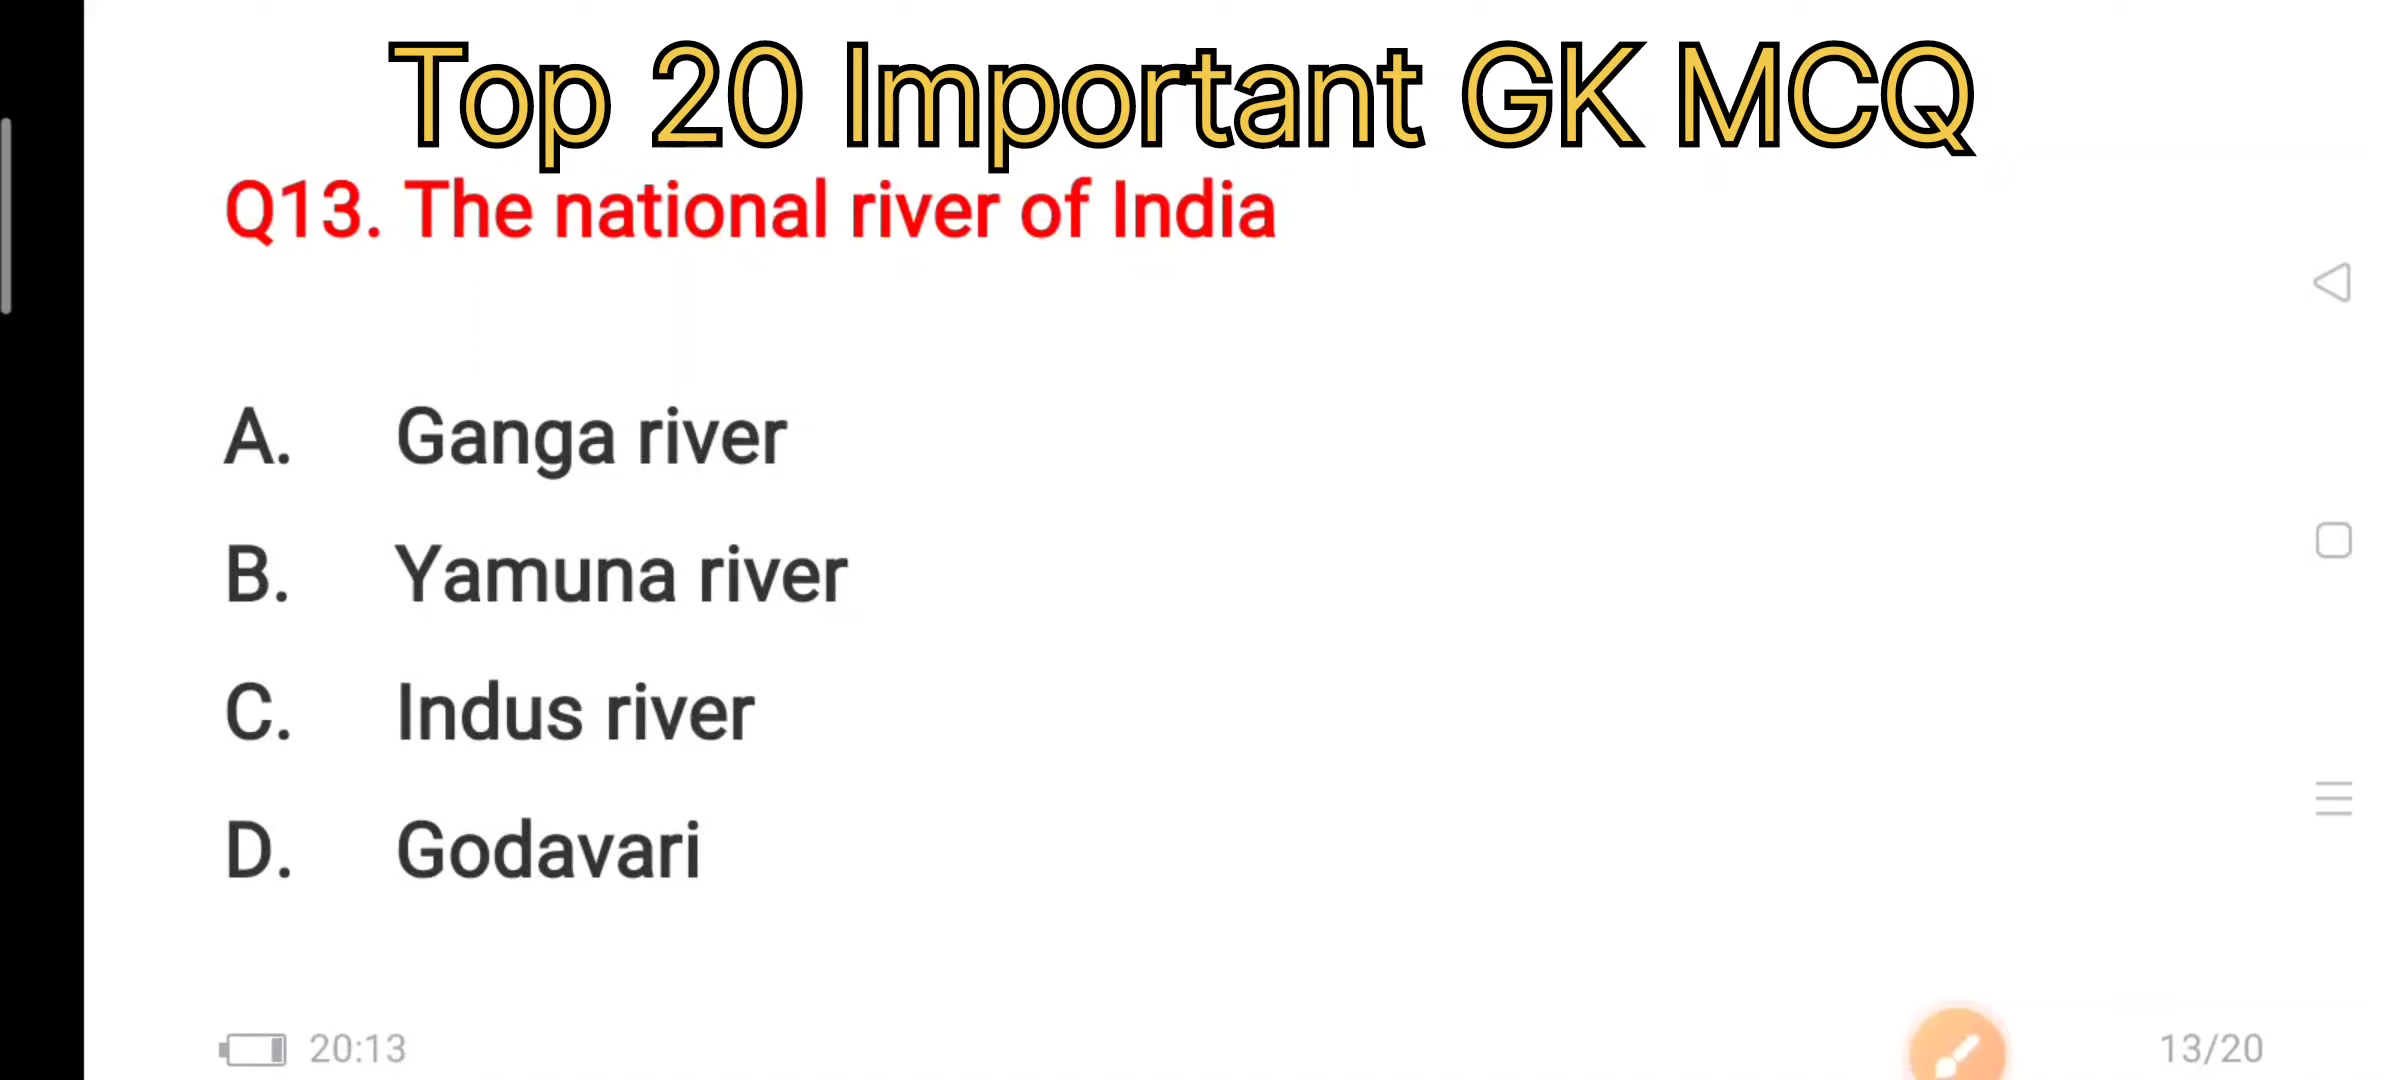 Top 20 Important GK MCQ
Q13. The national river of India
A. Ganga river
B. Yamuna river
C. Indus river
D. Godavari
20:13
13/20